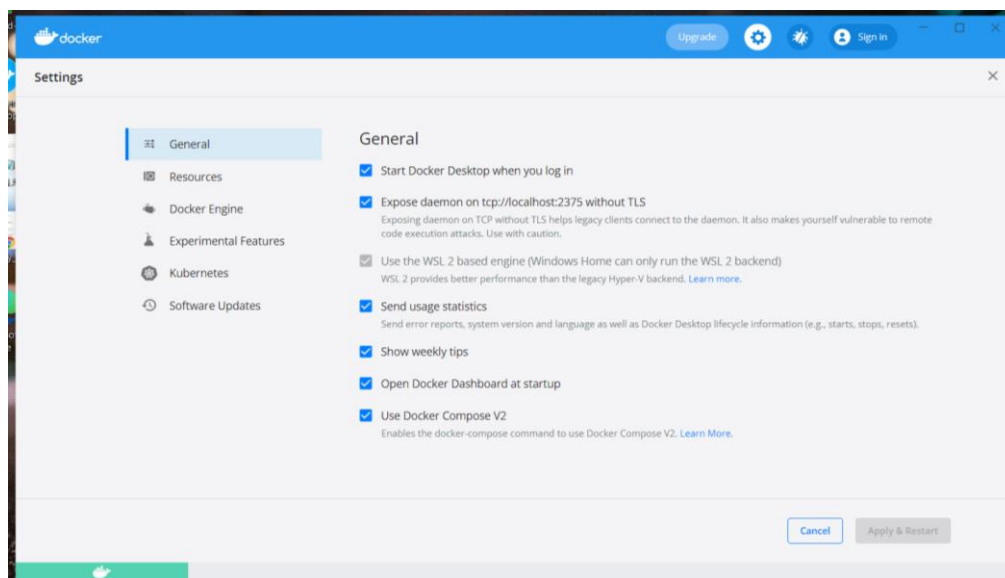 docker
Upgrade
Sign in
Settings
General
Resources
Docker Engine
Experimental Features
Kubernetes
Software Updates
General
Start Docker Desktop when you log in
Expose daemon on tcp://localhost:2375 without TLS
Exposing daemon on TCP without TLS helps legacy clients connect to the daemon. It also makes yourself vulnerable to remote
code execution attacks. Use with caution.
Use the WSL 2 based engine (Windows Home can only run the WSL 2 backend)
WSL 2 provides better performance than the legacy Hyper-V backend. Learn more.
Send usage statistics
Send error reports, system version and language as well as Docker Desktop lifecycle information (e.g., starts, stops, resets).
Show weekly tips
Open Docker Dashboard at startup
Use Docker Compose V2
Enables the docker-compose command to use Docker Compose V2. Learn More.
Cancel
Apply & Restart